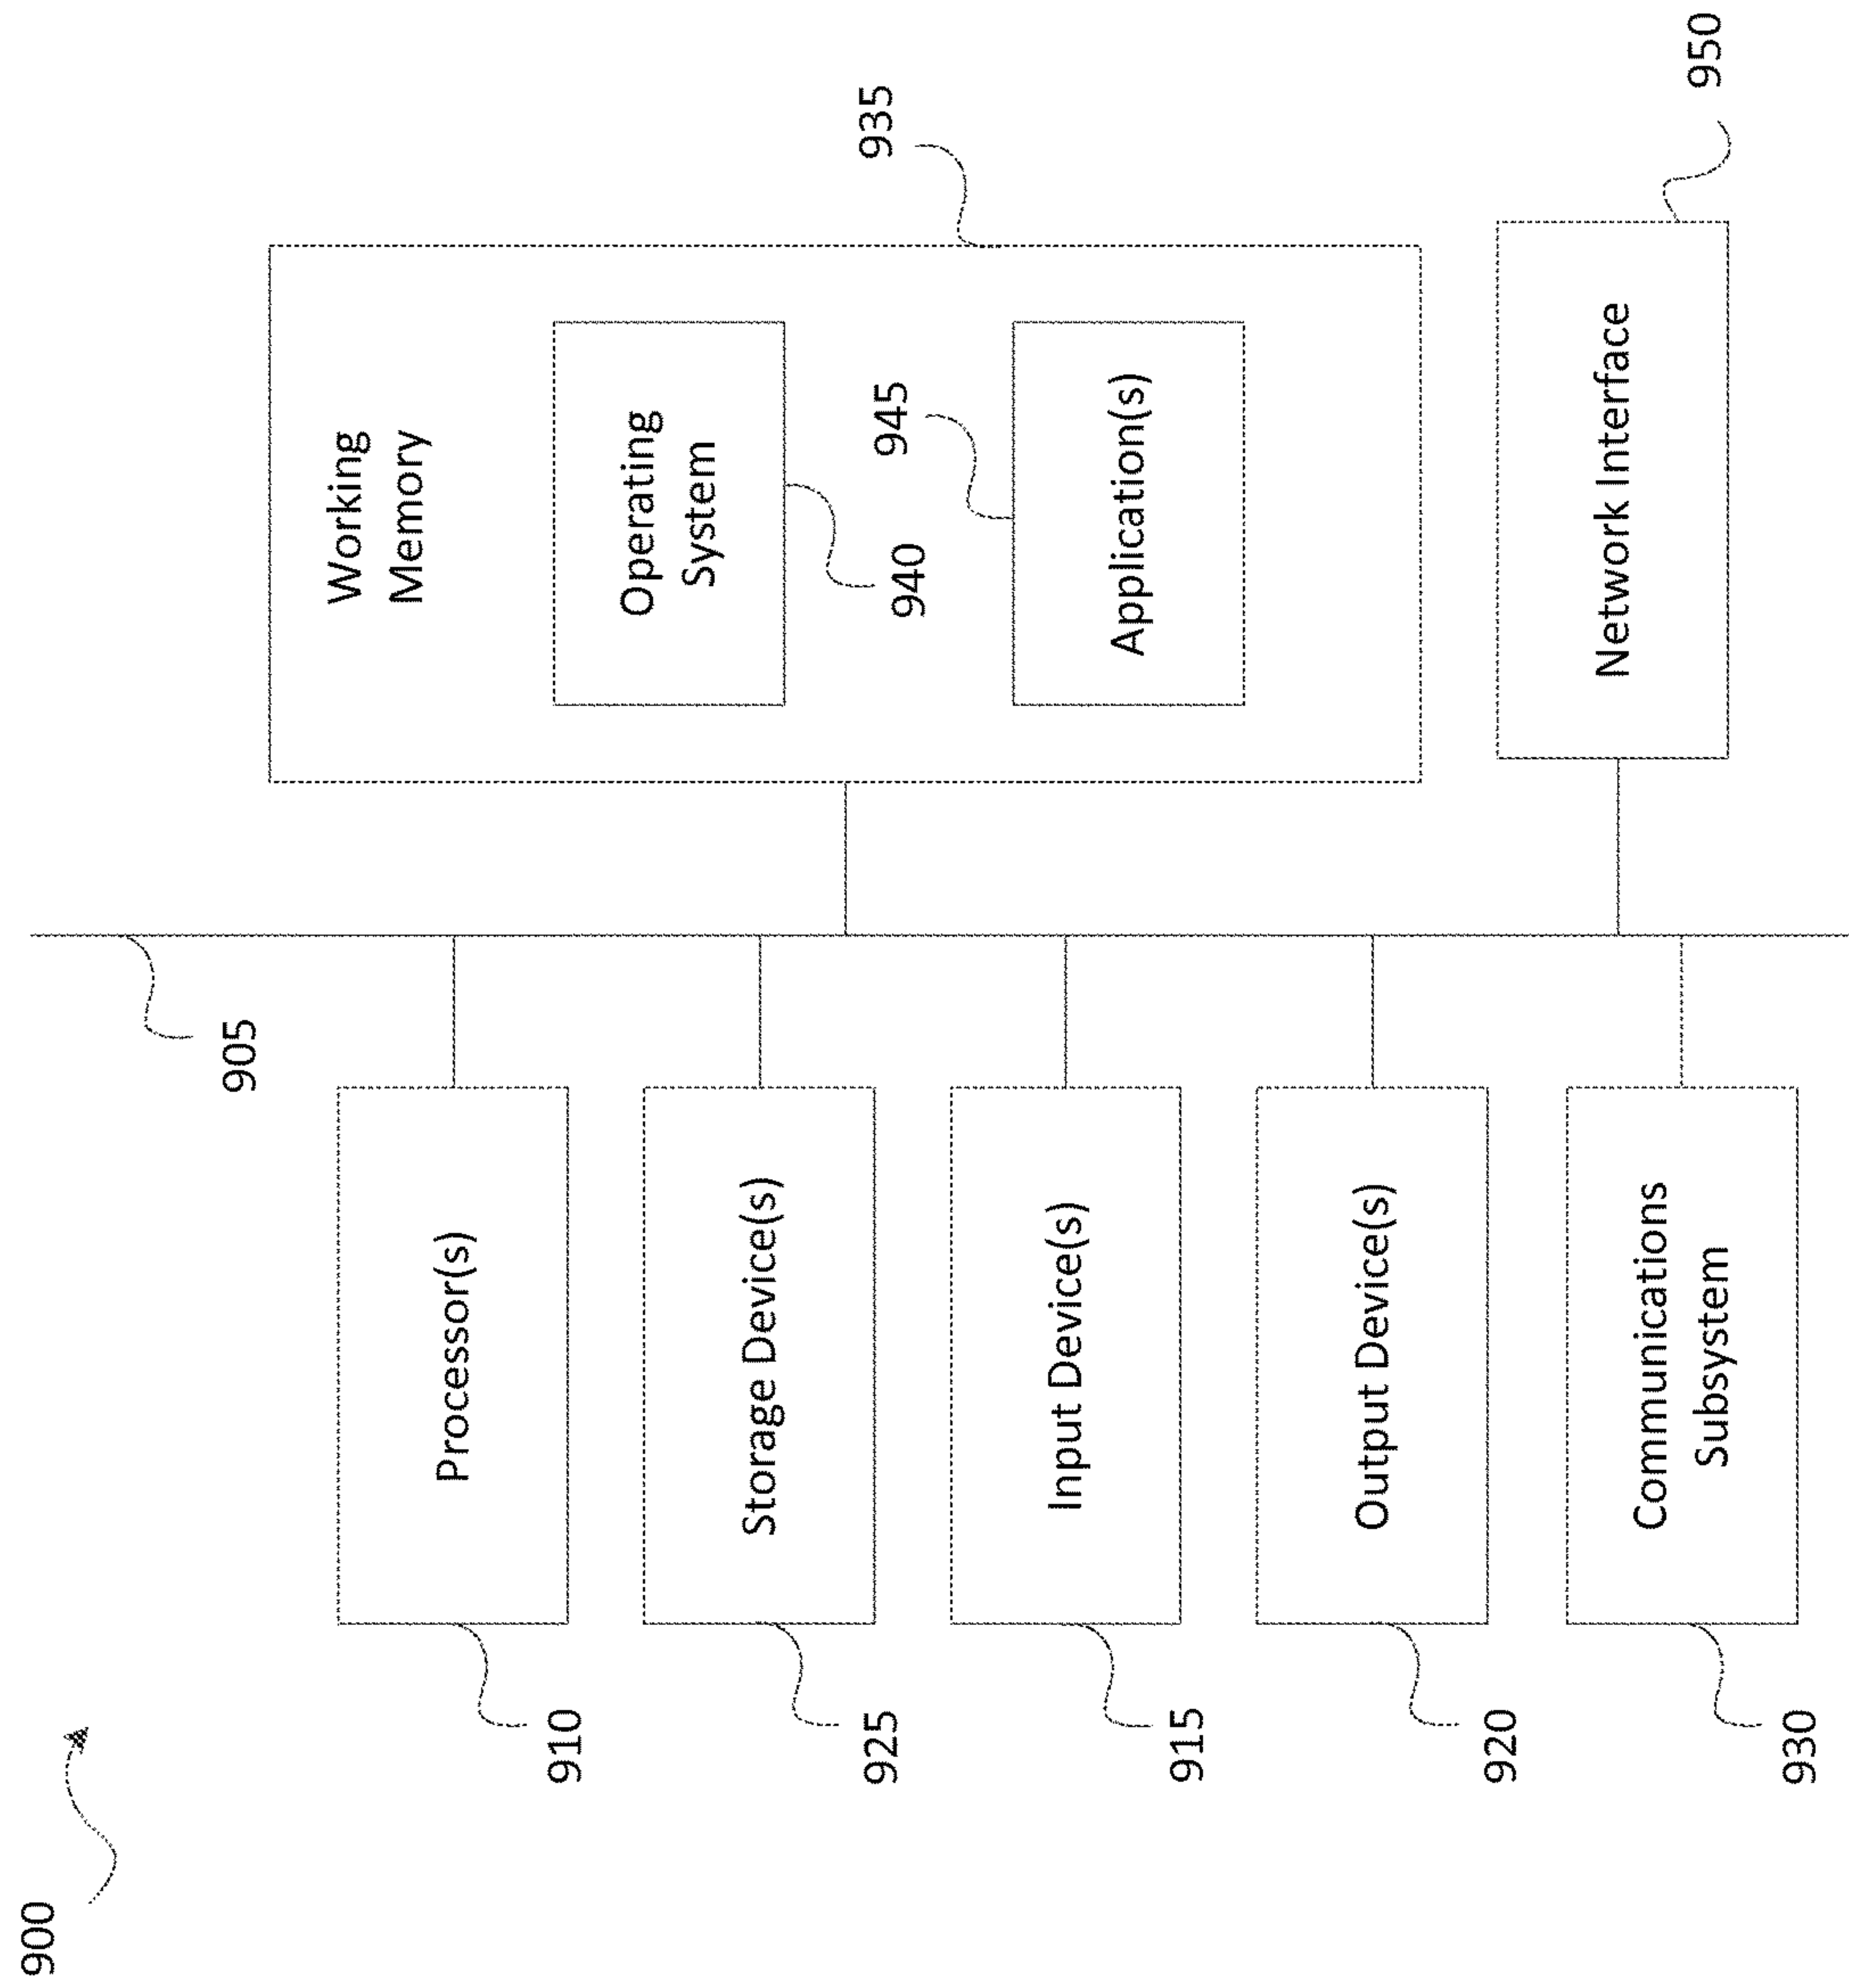 900
905
910
Processor(s)
925
Storage Device(s)
915
Input Device(s)
920
Output Device(s)
930
Communications
Subsystem
Working
Memory
935
Operating
System
940
945
Application(s)
Network Interface
950